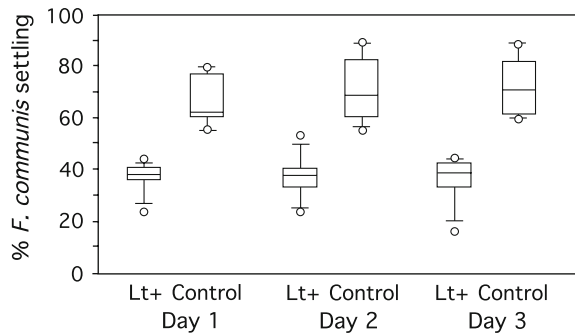 % F. communis settling
100
80
60
40
20
0
Lt+ Control Lt+ Control Lt+ Control
Day 1 Day 2 Day 3